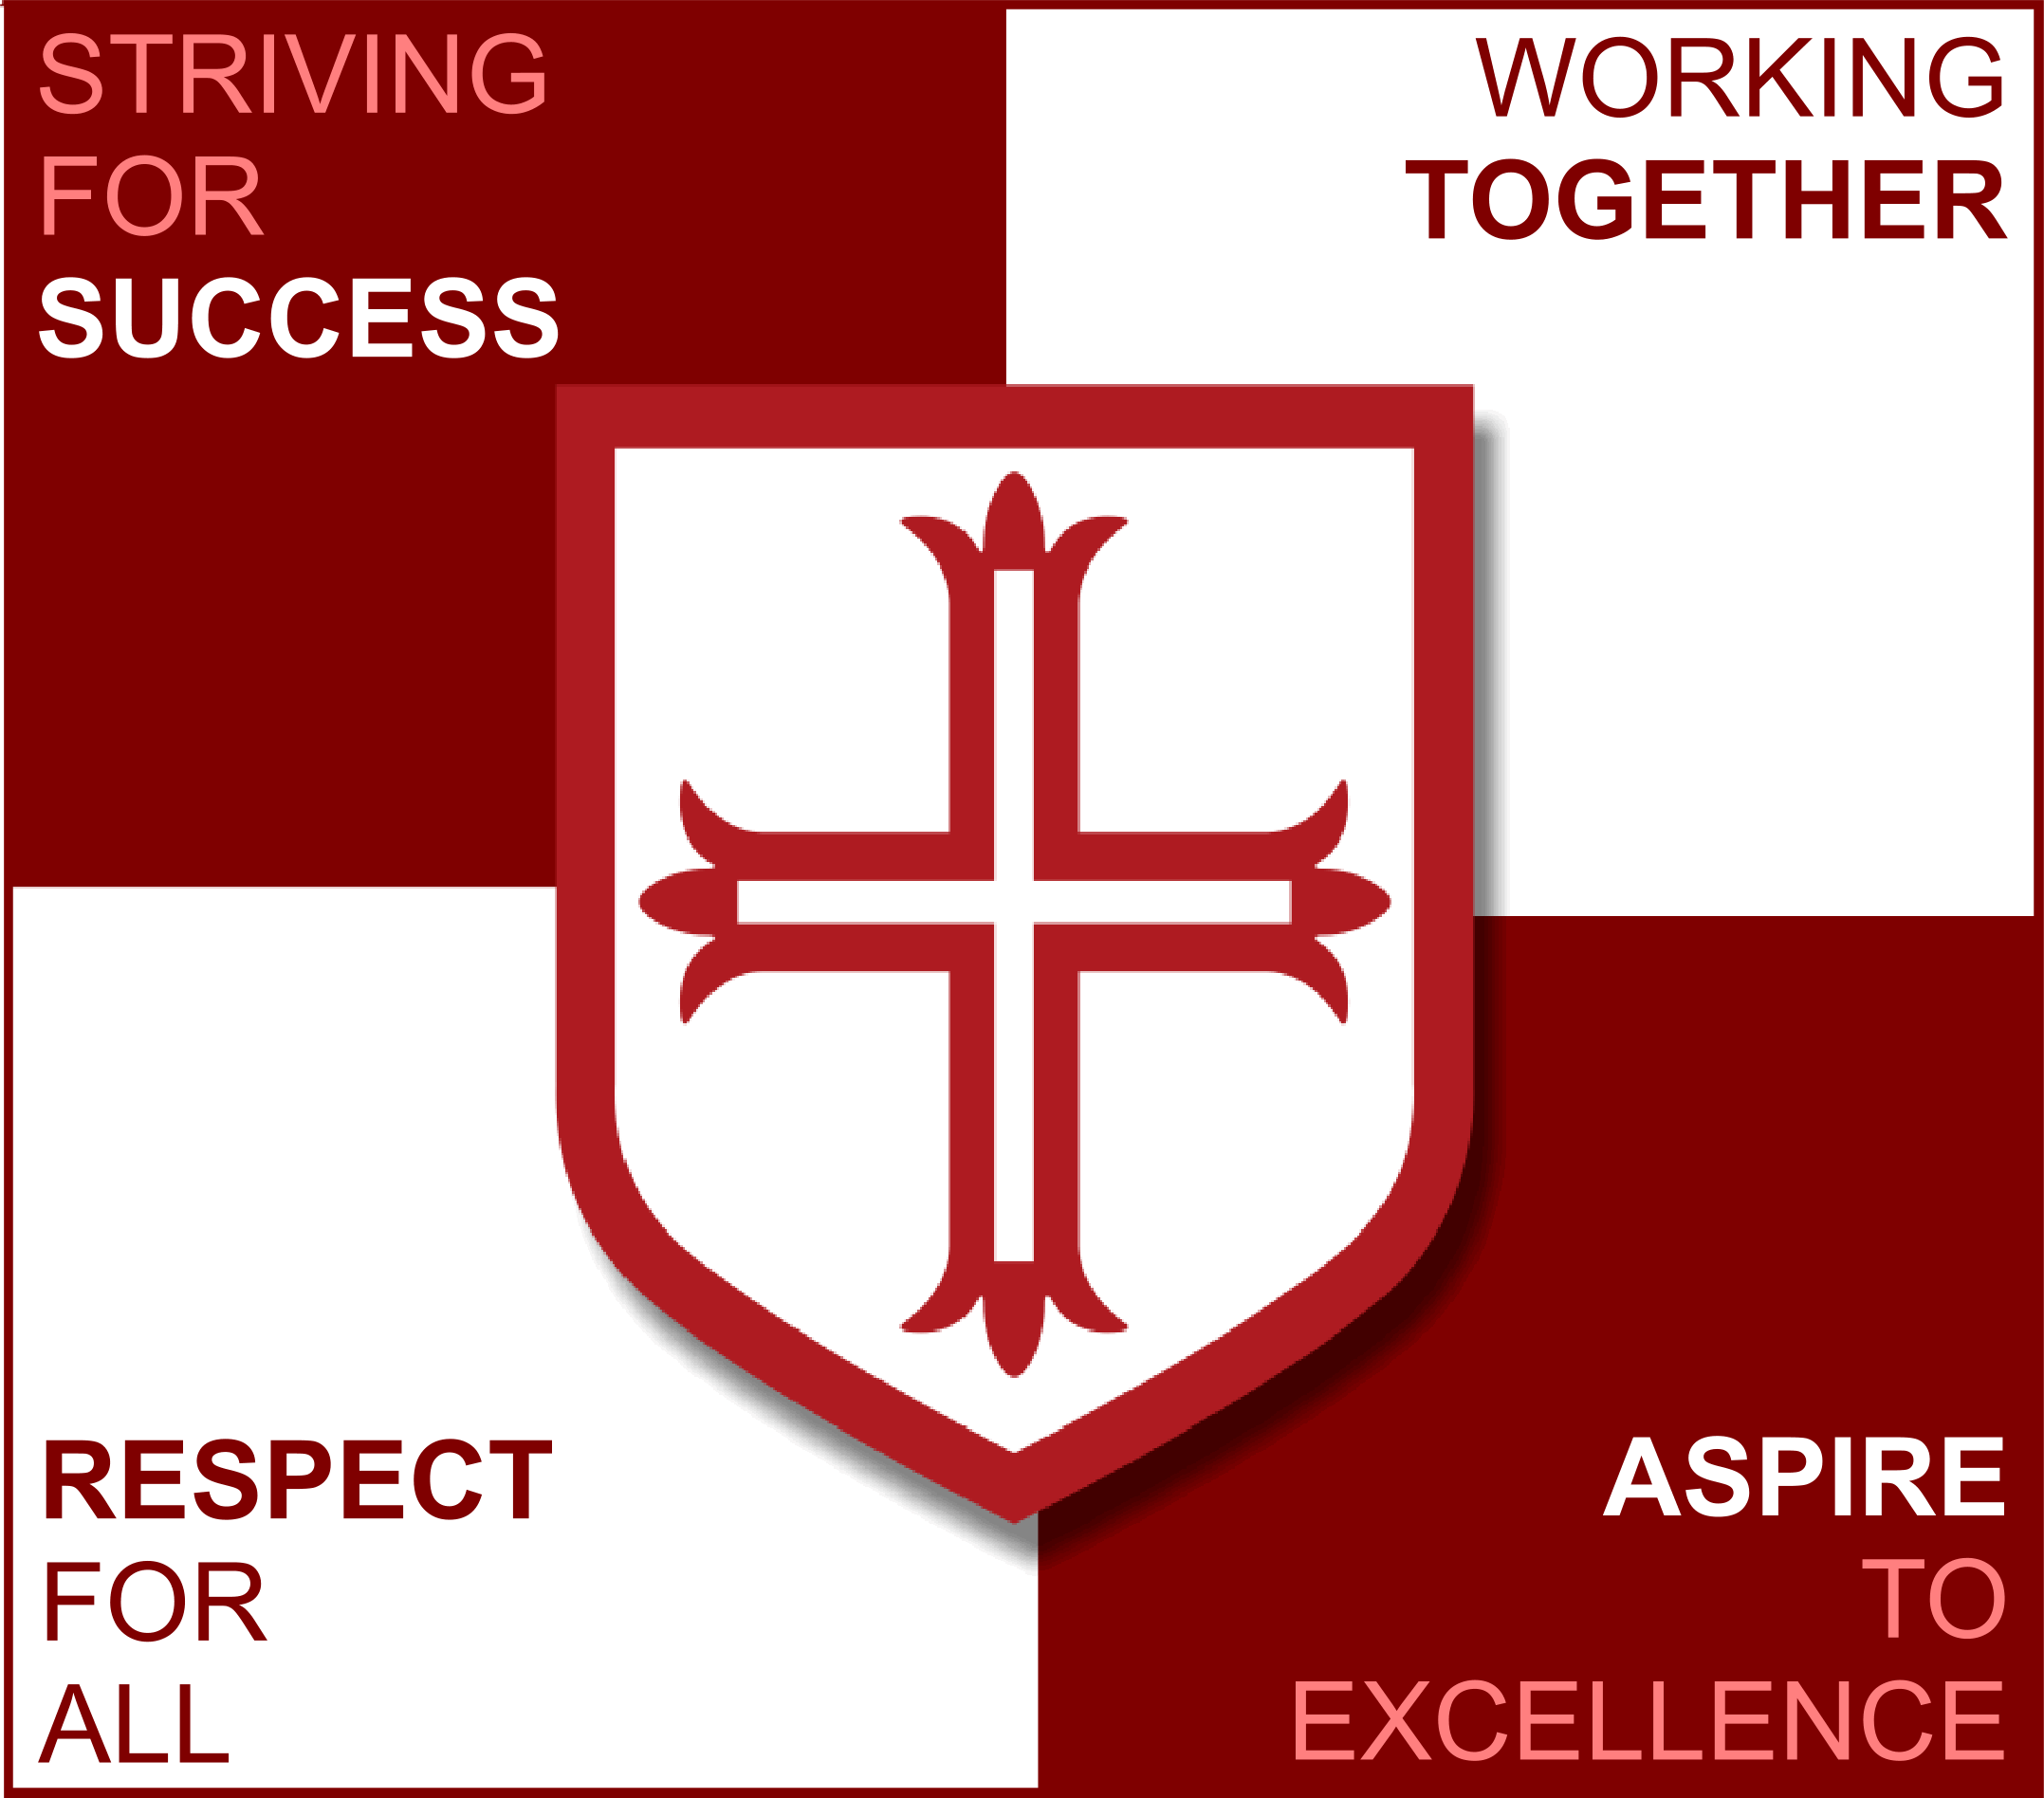 STRIVING
FOR
SUCCESS
WORKING
TOGETHER
RESPECT
FOR
ALL
ASPIRE
TO
EXCELLENCE